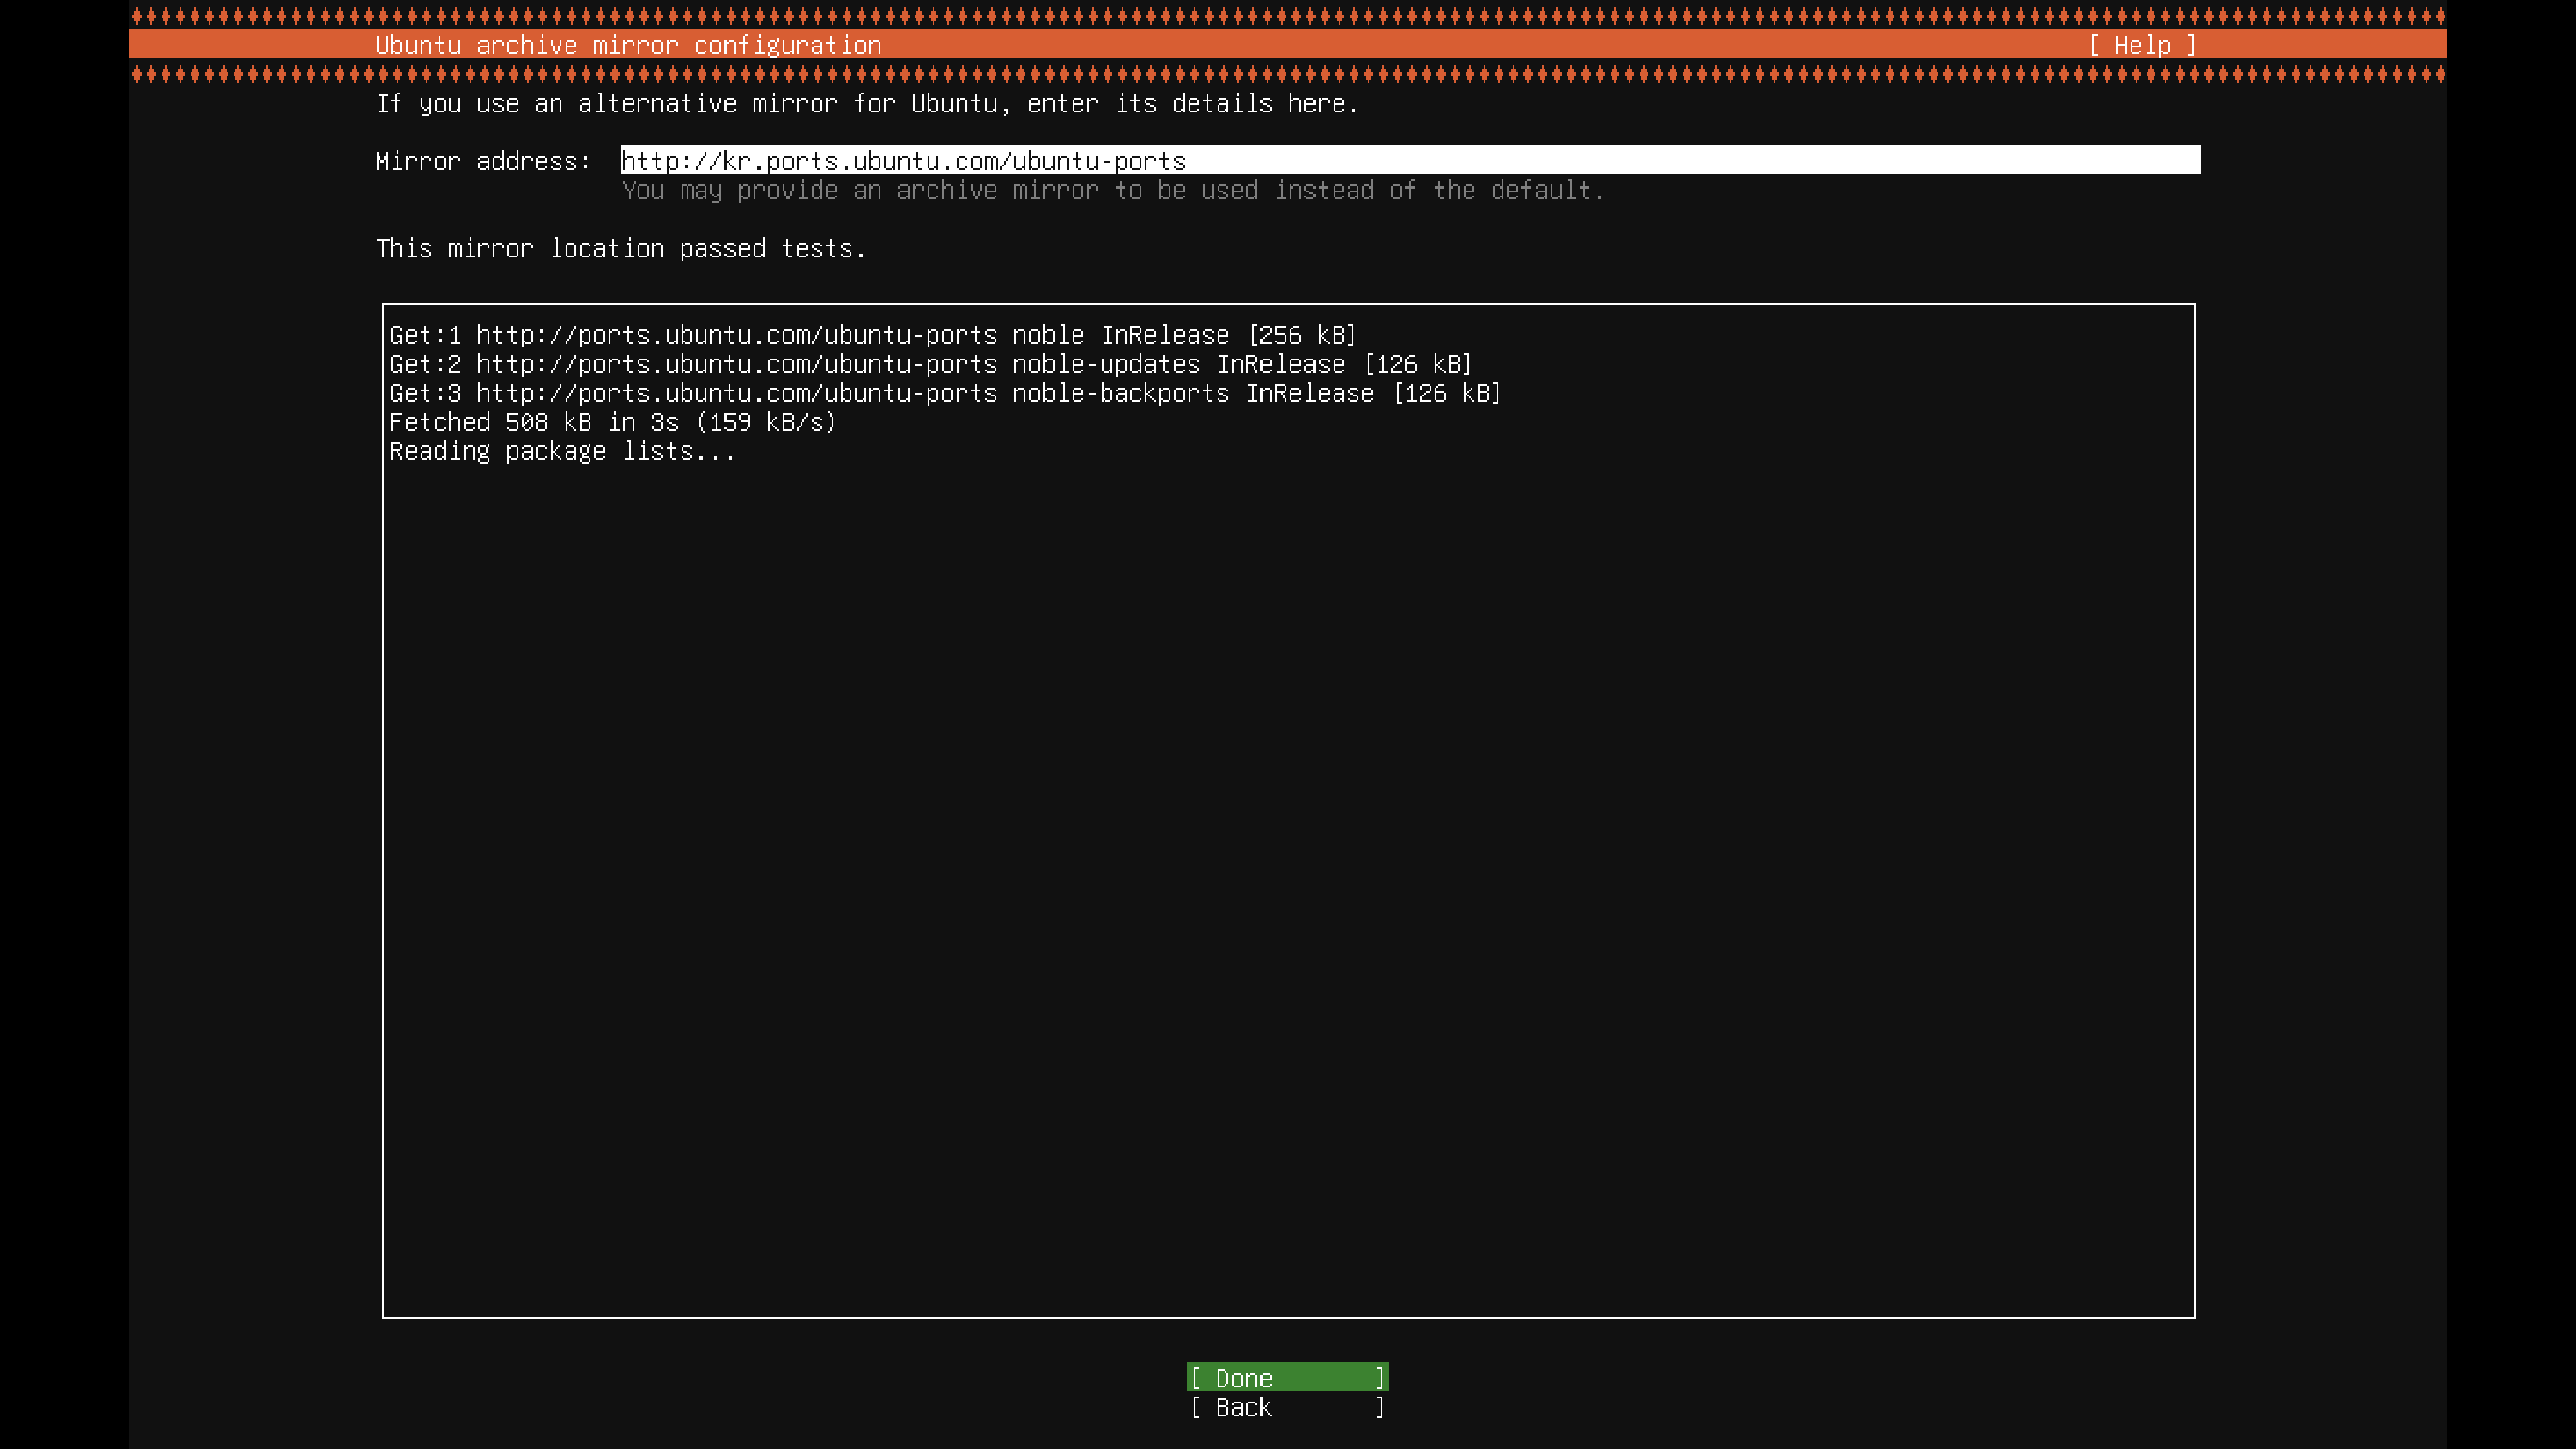 Ubuntu archive mirror configuration [ Help ]
If you use an alternative mirror for Ubuntu, enter its details here.
Mirror address: http://kr.ports.ubuntu.com/ubuntu-ports
You may provide an archive mirror to be used instead of the default.
This mirror location passed tests.
Get:1 http://ports.ubuntu.com/ubuntu-ports noble InRelease [256 kB]
Get:2 http://ports.ubuntu.com/ubuntu-ports noble-updates InRelease [126 kB]
Get:3 http://ports.ubuntu.com/ubuntu-ports noble-backports InRelease [126 kB]
Fetched 508 kB in 3s (159 kB/s)
Reading package lists...
[ Done ]
[ Back ]